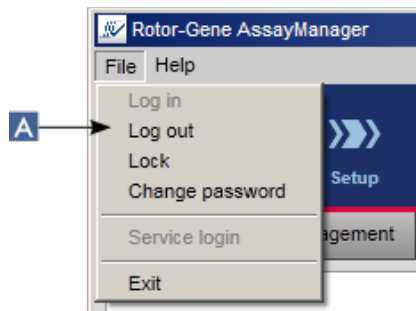 Rotor-Gene AssayManager
File Help
Log in
A Log out
Lock
Change password
Setup
Service login
agement
Exit